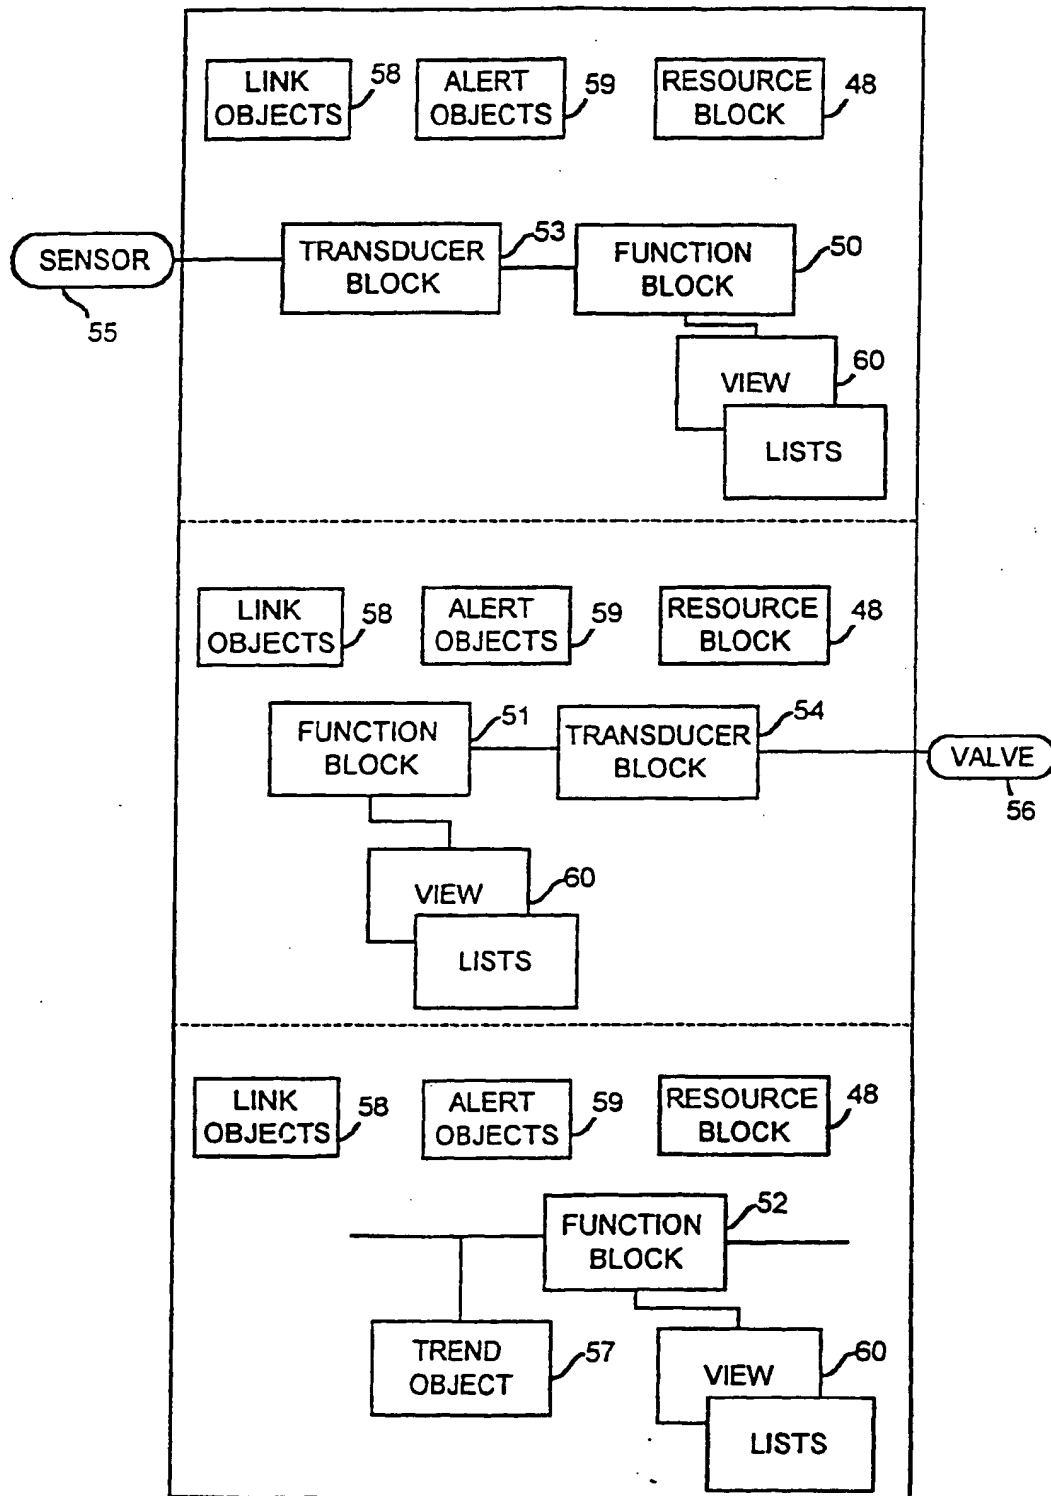 LINK
OBJECTS
58
ALERT
OBJECTS
59
RESOURCE
BLOCK
48
SENSOR
55
TRANSDUCER
BLOCK
53
FUNCTION
BLOCK
50
VIEW
60
LISTS
LINK
OBJECTS
58
ALERT
OBJECTS
59
RESOURCE
BLOCK
48
FUNCTION
BLOCK
51
TRANSDUCER
BLOCK
54
VALVE
56
VIEW
60
LISTS
LINK
OBJECTS
58
ALERT
OBJECTS
59
RESOURCE
BLOCK
48
FUNCTION
BLOCK
52
TREND
OBJECT
57
VIEW
60
LISTS